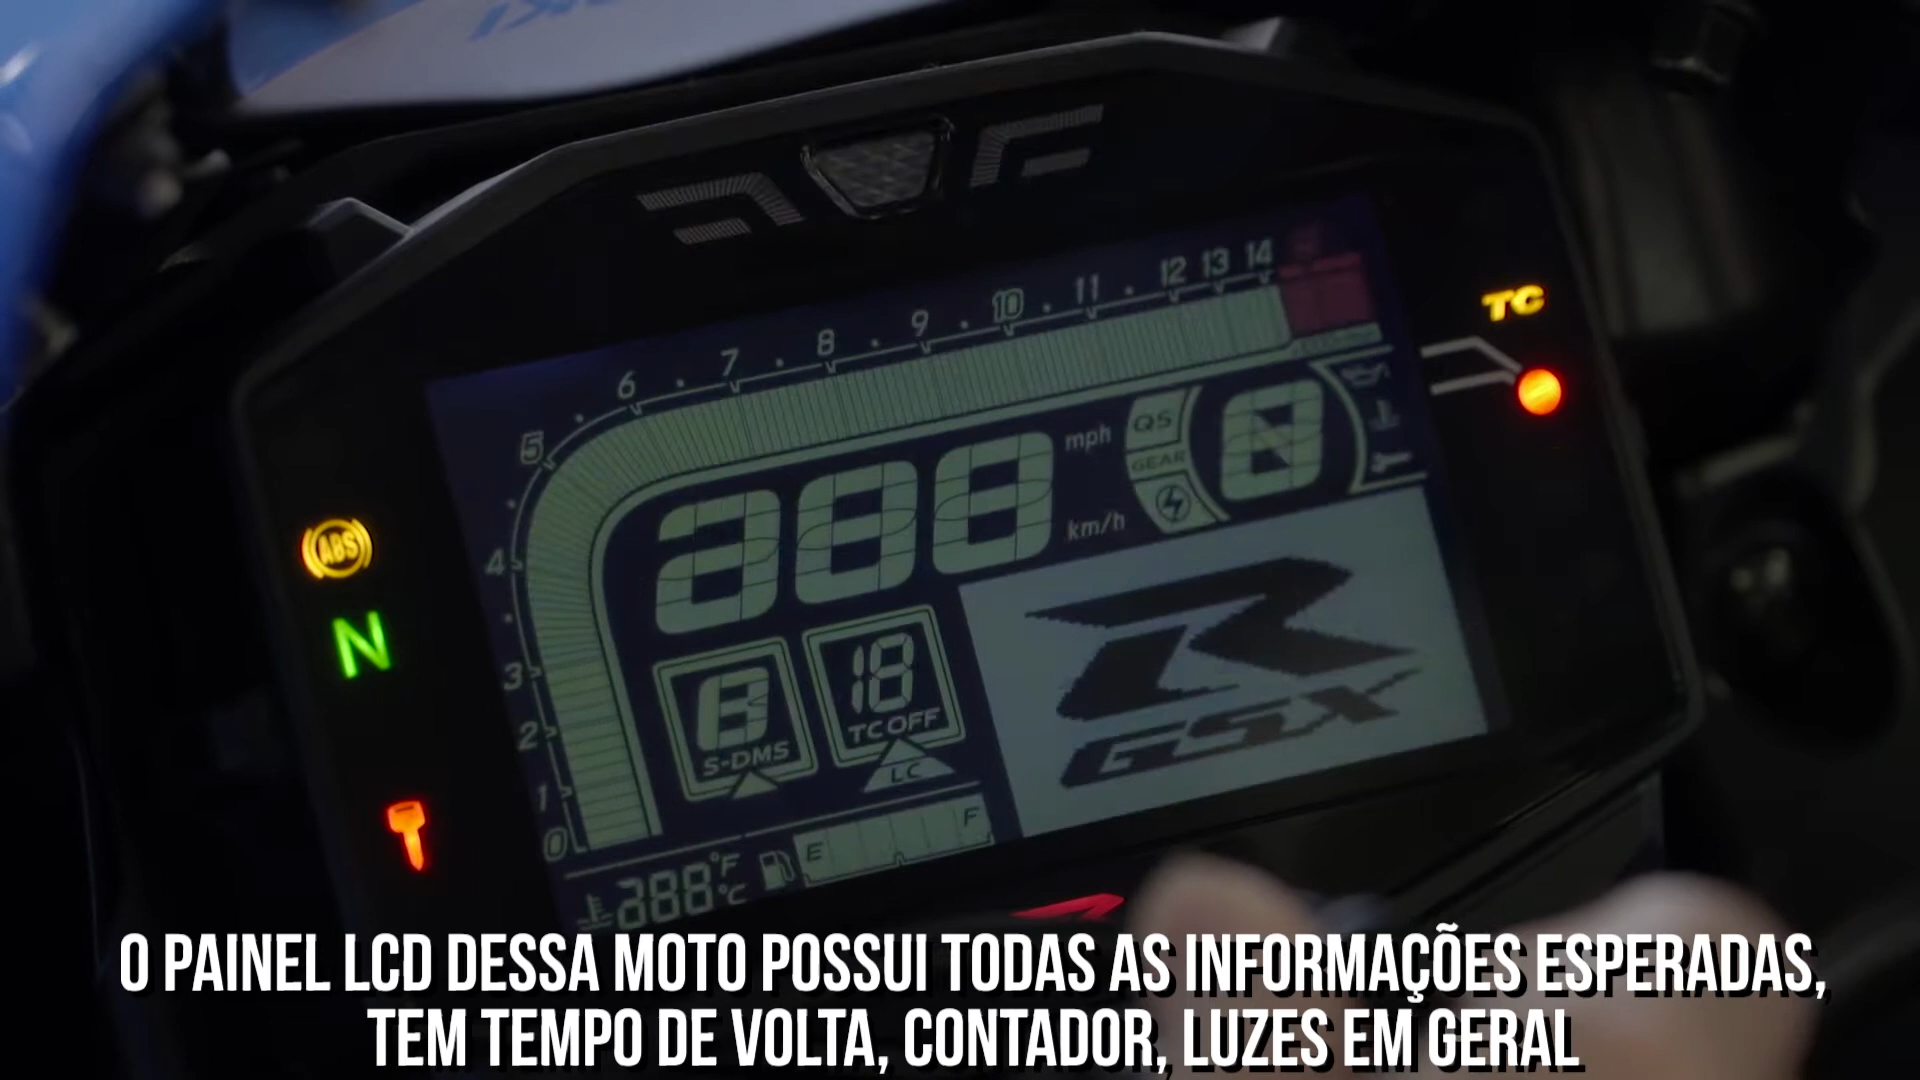 5 6 7 8 9 10 11 12 13 14
TC
QS
mph
GEAR
km/h
ABS
4
N
3
2
1
0
18
S-DMS
TC OFF
LC
R
GSX
E F
°F
°C
O PAINEL LCD DESSA MOTO POSSUI TODAS AS INFORMAÇÕES ESPERADAS,
TEM TEMPO DE VOLTA, CONTADOR, LUZES EM GERAL